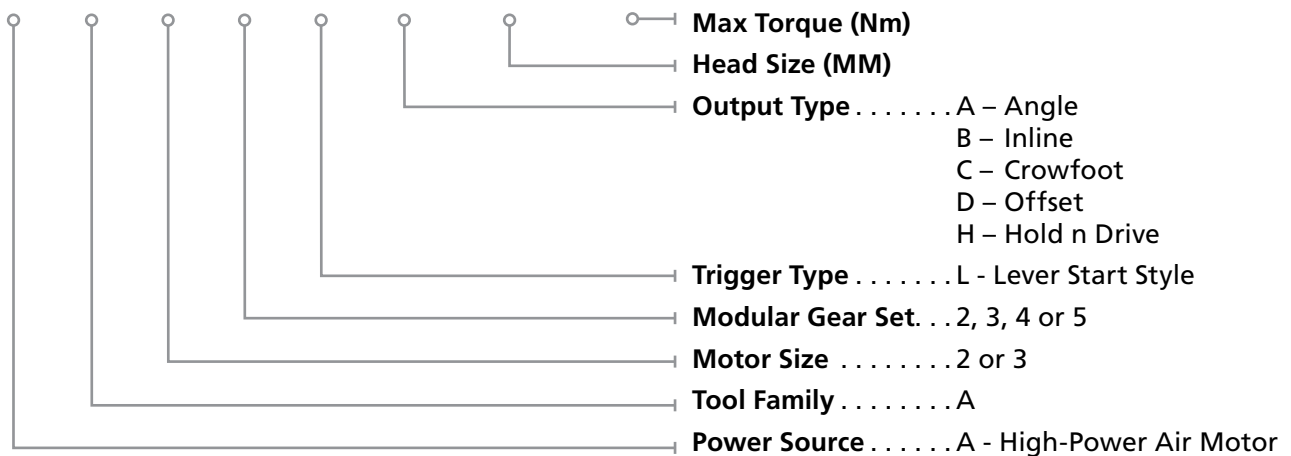 Max Torque (Nm)
Head Size (MM)
Output Type . . . . . . . A – Angle
B – Inline
C – Crowfoot
D – Offset
H – Hold n Drive
Trigger Type . . . . . . . L - Lever Start Style
Modular Gear Set. . . 2, 3, 4 or 5
Motor Size . . . . . . . . 2 or 3
Tool Family . . . . . . . . A
Power Source . . . . . . A - High-Power Air Motor